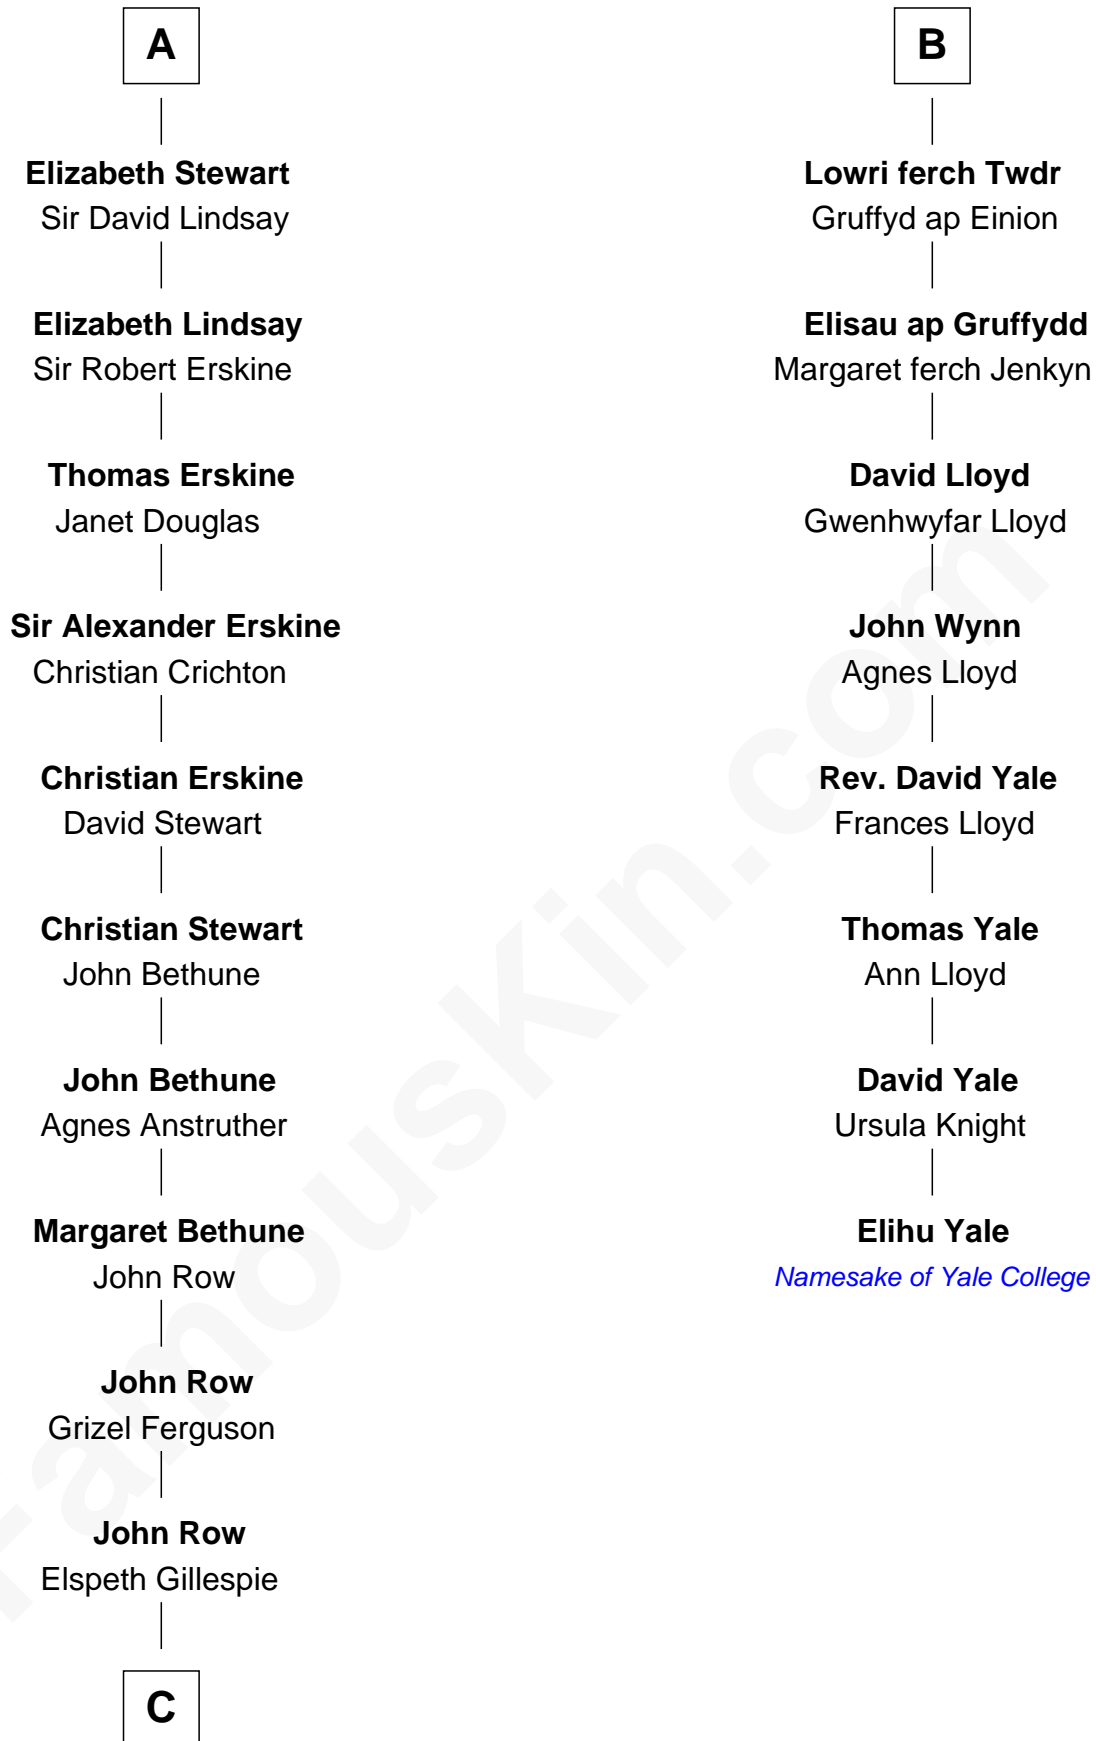 A
Elizabeth Stewart
Sir David Lindsay
Elizabeth Lindsay
Sir Robert Erskine
Thomas Erskine
Janet Douglas
Sir Alexander Erskine
Christian Crichton
Christian Erskine
David Stewart
Christian Stewart
John Bethune
John Bethune
Agnes Anstruther
Margaret Bethune
John Row
John Row
Grizel Ferguson
John Row
Elspeth Gillespie
C
B
Lowri ferch Twdr
Gruffyd ap Einion
Elisau ap Gruffydd
Margaret ferch Jenkyn
David Lloyd
Gwenhwyfar Lloyd
John Wynn
Agnes Lloyd
Rev. David Yale
Frances Lloyd
Thomas Yale
Ann Lloyd
David Yale
Ursula Knight
Elihu Yale
Namesake of Yale College
FamousKin.com